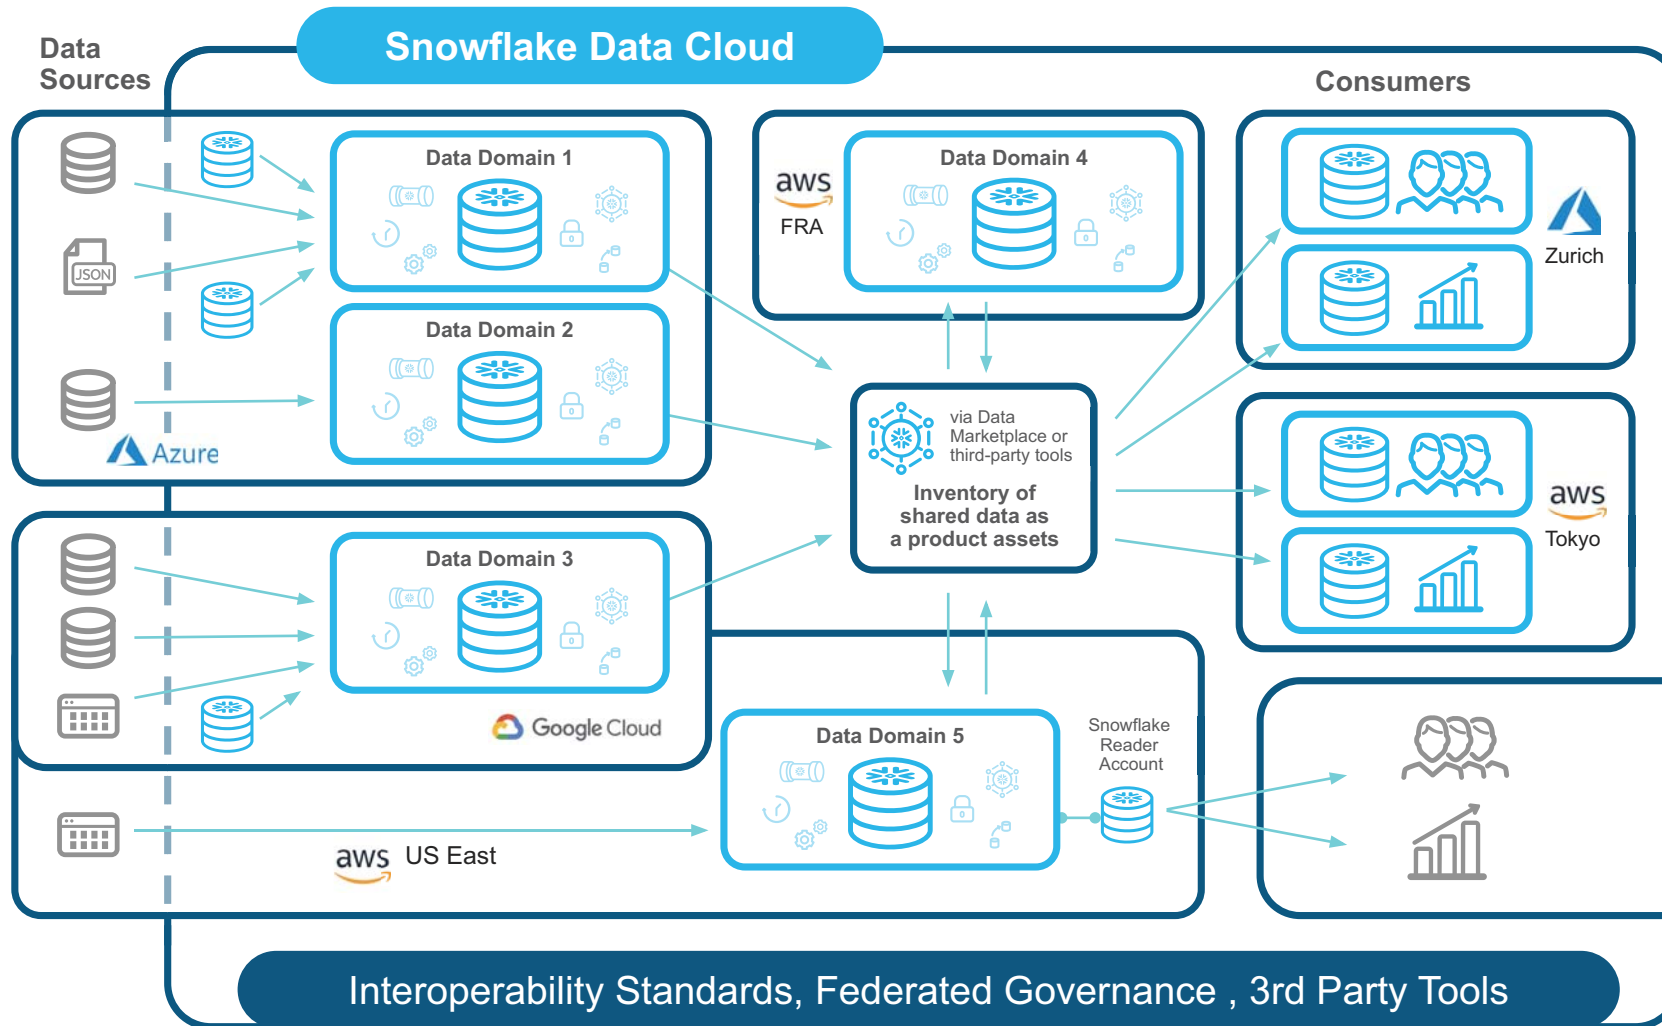 Snowflake Data Cloud
Data
Sources
Consumers
Data Domain 1
JSON
Data Domain 2
Azure
aws
FRA
Data Domain 4
Zurich
via Data
Marketplace or
third-party tools
Inventory of
shared data as
a product assets
aws
Tokyo
Data Domain 3
Google Cloud
Data Domain 5
Snowflake
Reader
Account
aws
US East
Interoperability Standards, Federated Governance , 3rd Party Tools